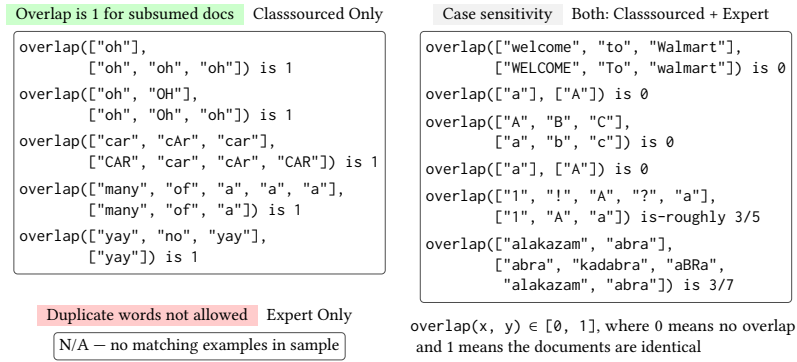 Overlap is 1 for subsumed docs Classsourced Only
overlap(["oh"],
["oh", "oh", "oh"]) is 1
overlap(["oh", "OH"],
["oh", "Oh", "oh"]) is 1
overlap(["car", "cAr", "car"],
["CAR", "car", "cAr", "CAR"]) is 1
overlap(["many", "of", "a", "a", "a"],
["many", "of", "a"]) is 1
overlap(["yay", "no", "yay"],
["yay"]) is 1
Duplicate words not allowed Expert Only
N/A – no matching examples in sample
Case sensitivity Both: Classsourced + Expert
overlap(["welcome", "to", "Walmart"],
["WELCOME", "To", "walmart"]) is 0
overlap(["a"], ["A"]) is 0
overlap(["A", "B", "C"],
["a", "b", "c"]) is 0
overlap(["a"], ["A"]) is 0
overlap(["1", "!", "A", "?", "a"],
["1", "A", "a"]) is-roughly 3/5
overlap(["alakazam", "abra"],
["abra", "kadabra", "aBRa",
"alakazam", "abra"]) is 3/7
overlap(x, y) ∈ [0, 1], where 0 means no overlap
and 1 means the documents are identical